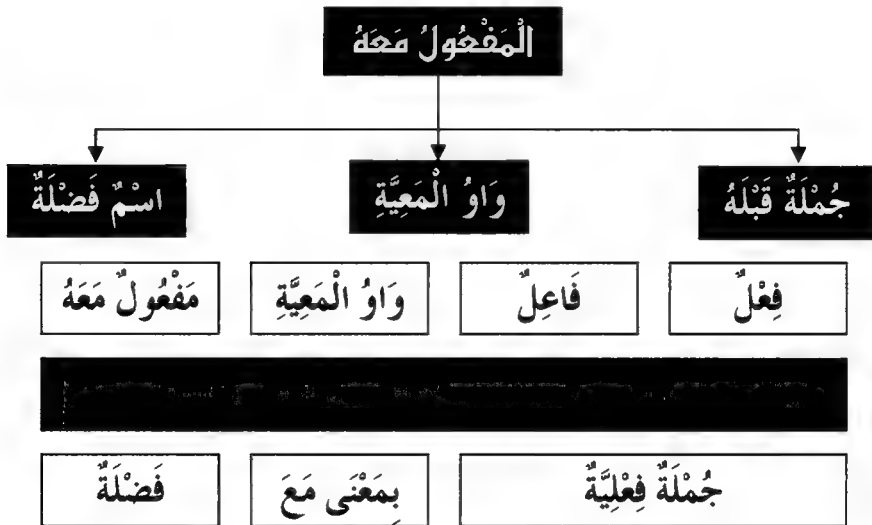 الْمَفْعُولُ مَعَهُ
جُمْلَةٌ قَبْلَهُ وَاوُ الْمَعِيَّةِ اسْمٌ فَضْلَةٌ
فِعْلٌ فَاعِلٌ وَاوُ الْمَعِيَّةِ مَفْعُولٌ مَعَهُ
جُمْلَةٌ فِعْلِيَّةٌ بِمَعْنَى مَعَ فَضْلَةٌ